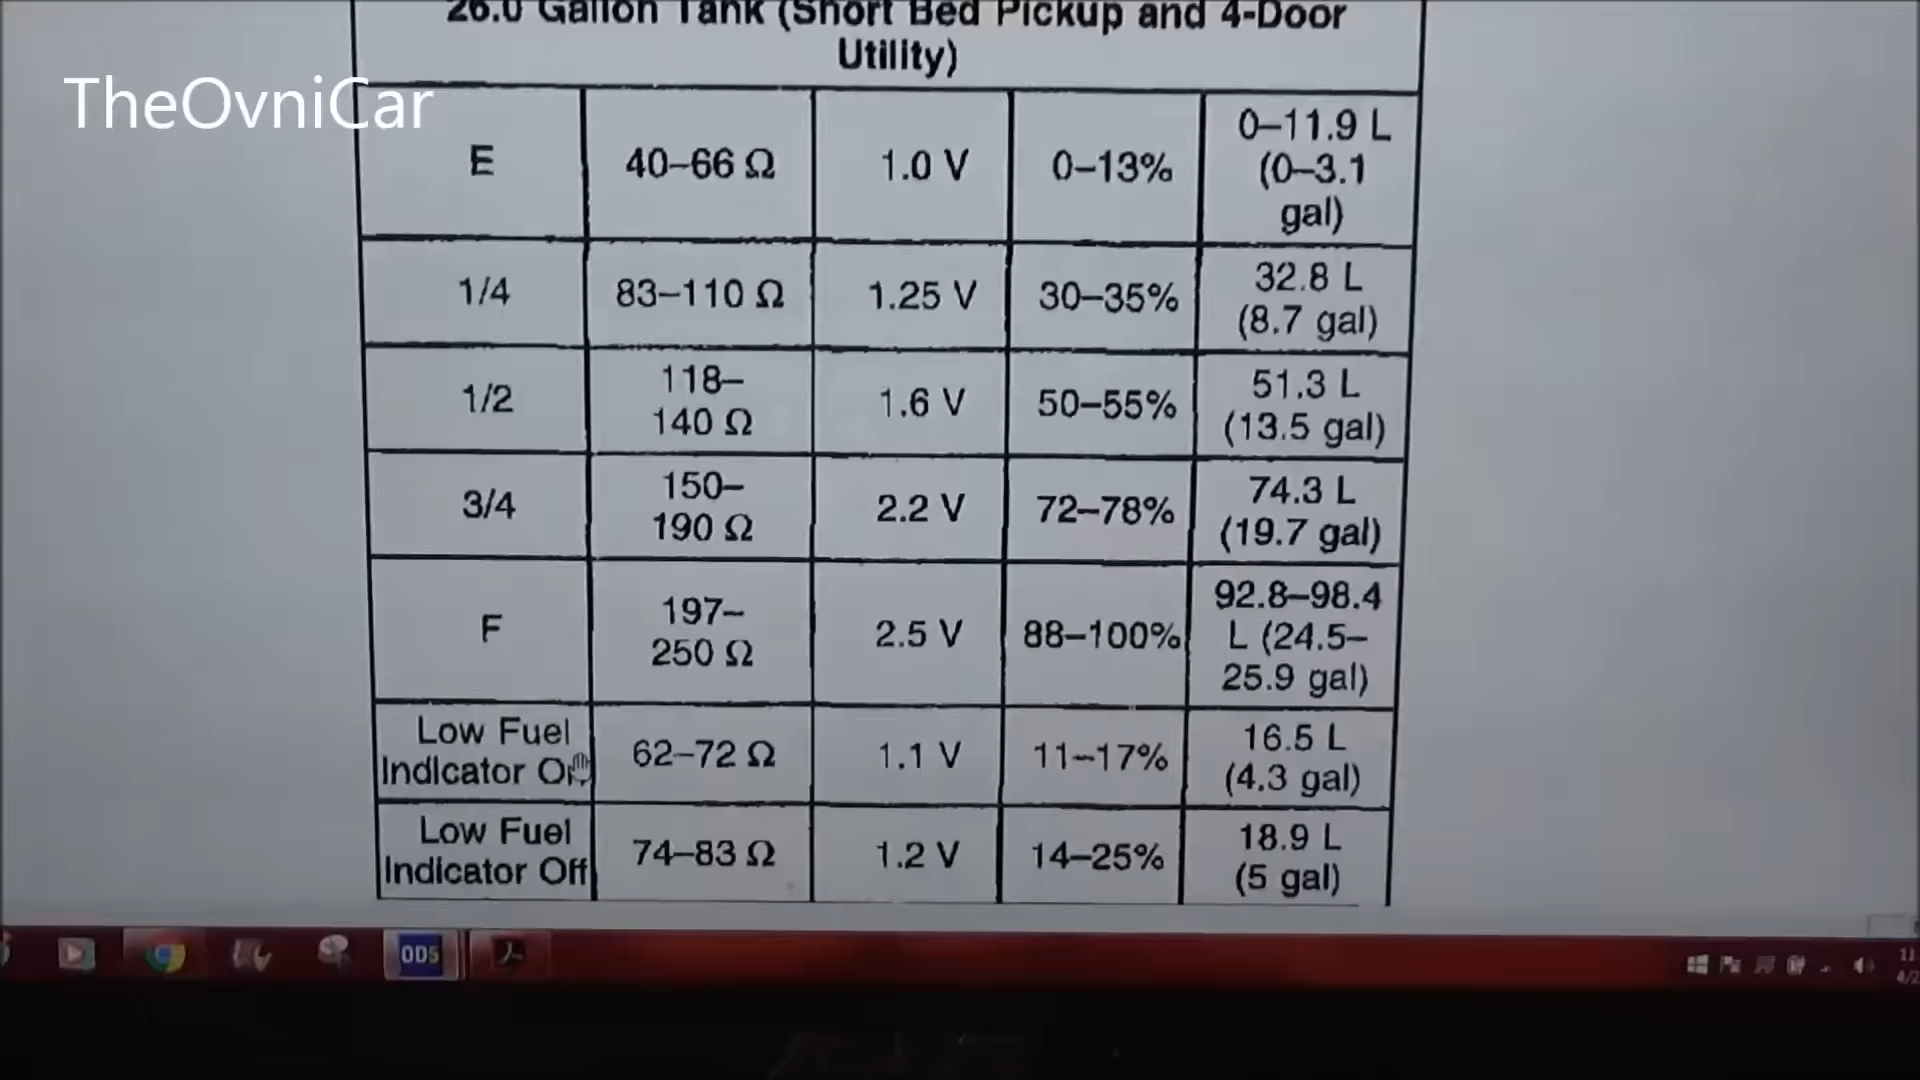 26.0 Gallon Tank (Short Bed Pickup and 4-Door
Utility)
TheOvniCar
E
40–66 Ω
1.0 V
0–13%
0–11.9 L
(0–3.1
gal)
1/4
83–110 Ω
1.25 V
30–35%
32.8 L
(8.7 gal)
1/2
118–
140 Ω
1.6 V
50–55%
51.3 L
(13.5 gal)
3/4
150–
190 Ω
2.2 V
72–78%
74.3 L
(19.7 gal)
F
197–
250 Ω
2.5 V
88–100%
92.8–98.4
L (24.5–
25.9 gal)
Low Fuel
Indicator On
62–72 Ω
1.1 V
11–17%
16.5 L
(4.3 gal)
Low Fuel
Indicator Off
74–83 Ω
1.2 V
14–25%
18.9 L
(5 gal)
ODS